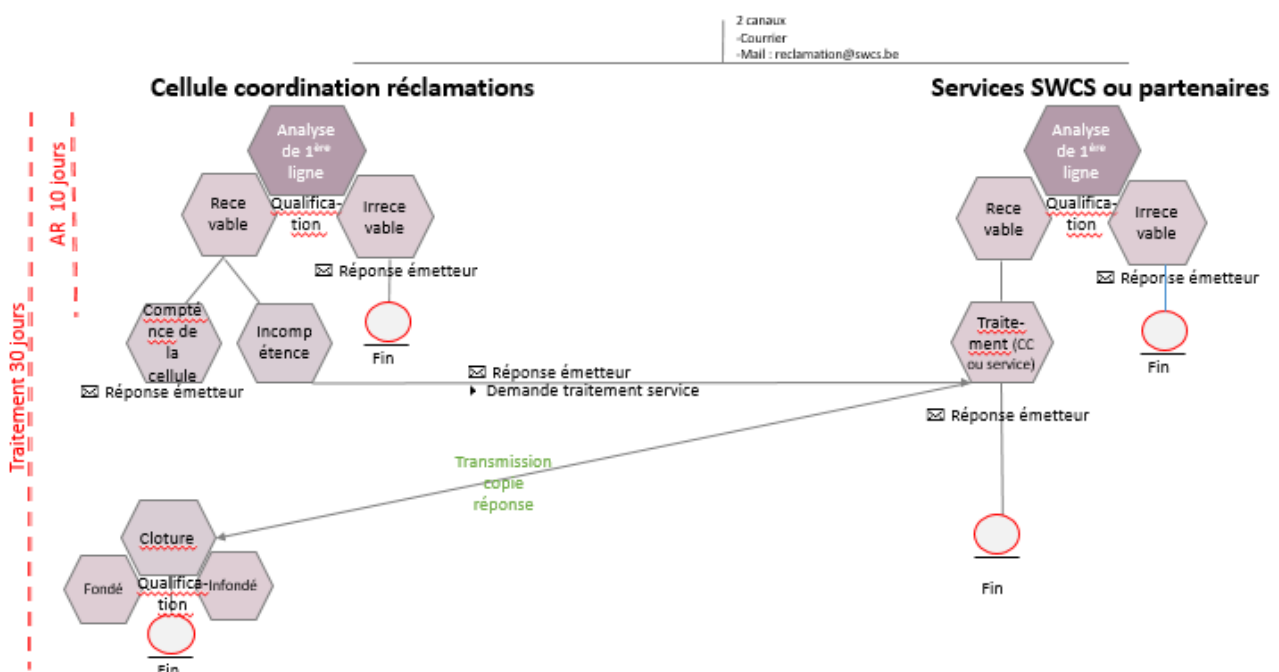 2 canaux
-Courrier
-Mail : reclamation@swcs.be
Cellule coordination réclamations
Services SWCS ou partenaires
AR 10 jours
Traitement 30 jours
Analyse
de 1ère
ligne
Rece
vable
Qualifica-
tion
Irrece
vable
Réponse émetteur
Compté
nce de
la
cellule
Incomp
étence
Fin
Réponse émetteur
Réponse émetteur
Demande traitement service
Analyse
de 1ère
ligne
Rece
vable
Qualifica-
tion
Irrece
vable
Réponse émetteur
Traite-
ment (CC
ou service)
Fin
Réponse émetteur
Transmission
copie
réponse
Cloture
Fondé
Qualifica-
tion
Infondé
Fin
Fin